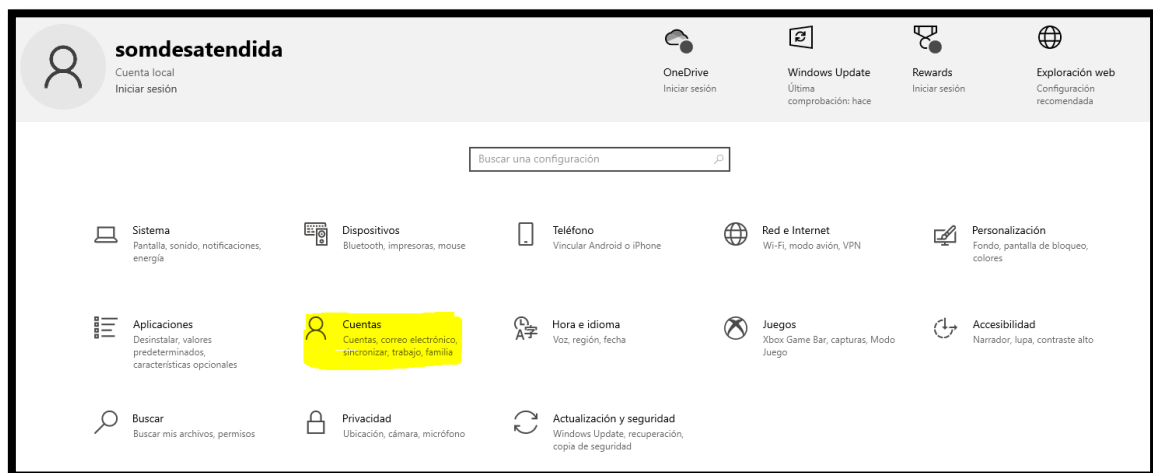 somdesatendida
Cuenta local
Iniciar sesión
OneDrive
Iniciar sesión
Windows Update
Última
comprobación: hace
Rewards
Iniciar sesión
Exploración web
Configuración
recomendada
Buscar una configuración
Sistema
Pantalla, sonido, notificaciones,
energía
Dispositivos
Bluetooth, impresoras, mouse
Teléfono
Vincular Android o iPhone
Red e Internet
Wi-Fi, modo avión, VPN
Personalización
Fondo, pantalla de bloqueo,
colores
Aplicaciones
Desinstalar, valores
predeterminados,
características opcionales
Cuentas
Cuentas, correo electrónico,
sincronizar, trabajo, familia
Hora e idioma
Voz, región, fecha
Juegos
Xbox Game Bar, capturas, Modo
Juego
Accesibilidad
Narrador, lupa, contraste alto
Buscar
Buscar mis archivos, permisos
Privacidad
Ubicación, cámara, micrófono
Actualización y seguridad
Windows Update, recuperación,
copia de seguridad